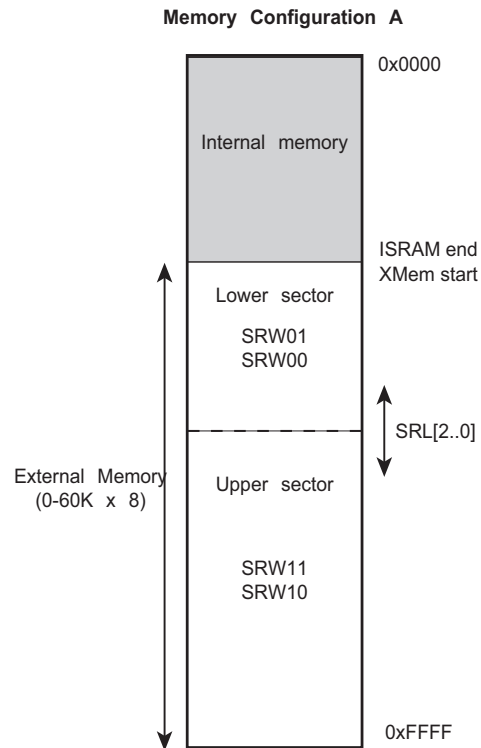 Memory Configuration A
0x0000
Internal memory
ISRAM end
XMem start
Lower sector
SRW01
SRW00
SRL[2..0]
External Memory
(0-60K x 8)
Upper sector
SRW11
SRW10
0xFFFF